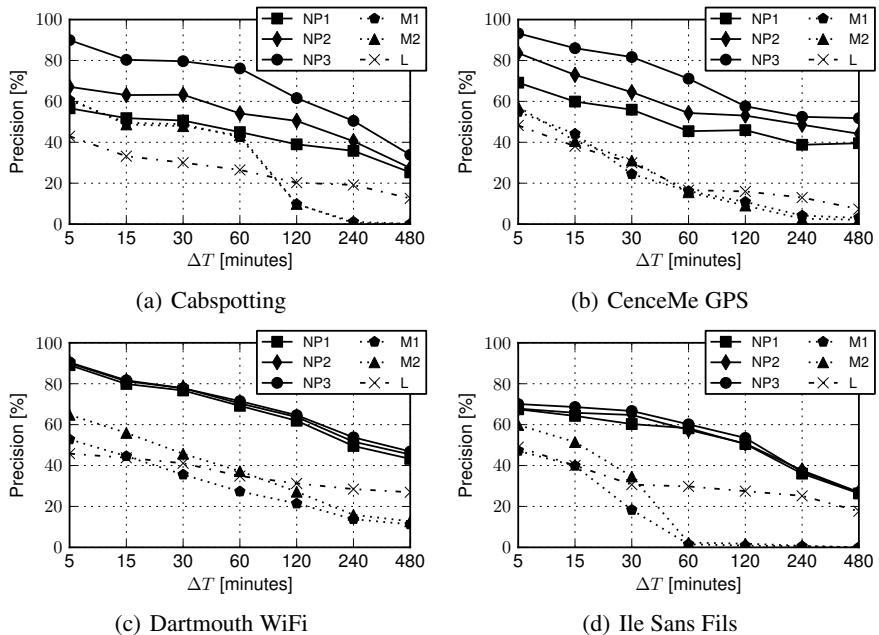 100
80
60
40
20
0
Precision [%]
NP1
NP2
NP3
M1
M2
L
5 15 30 60 120 240 480
ΔT [minutes]
(a) Cabspotting
100
80
60
40
20
0
Precision [%]
NP1
NP2
NP3
M1
M2
L
5 15 30 60 120 240 480
ΔT [minutes]
(b) CenceMe GPS
100
80
60
40
20
0
Precision [%]
NP1
NP2
NP3
M1
M2
L
5 15 30 60 120 240 480
ΔT [minutes]
(c) Dartmouth WiFi
100
80
60
40
20
0
Precision [%]
NP1
NP2
NP3
M1
M2
L
5 15 30 60 120 240 480
ΔT [minutes]
(d) Ile Sans Fils